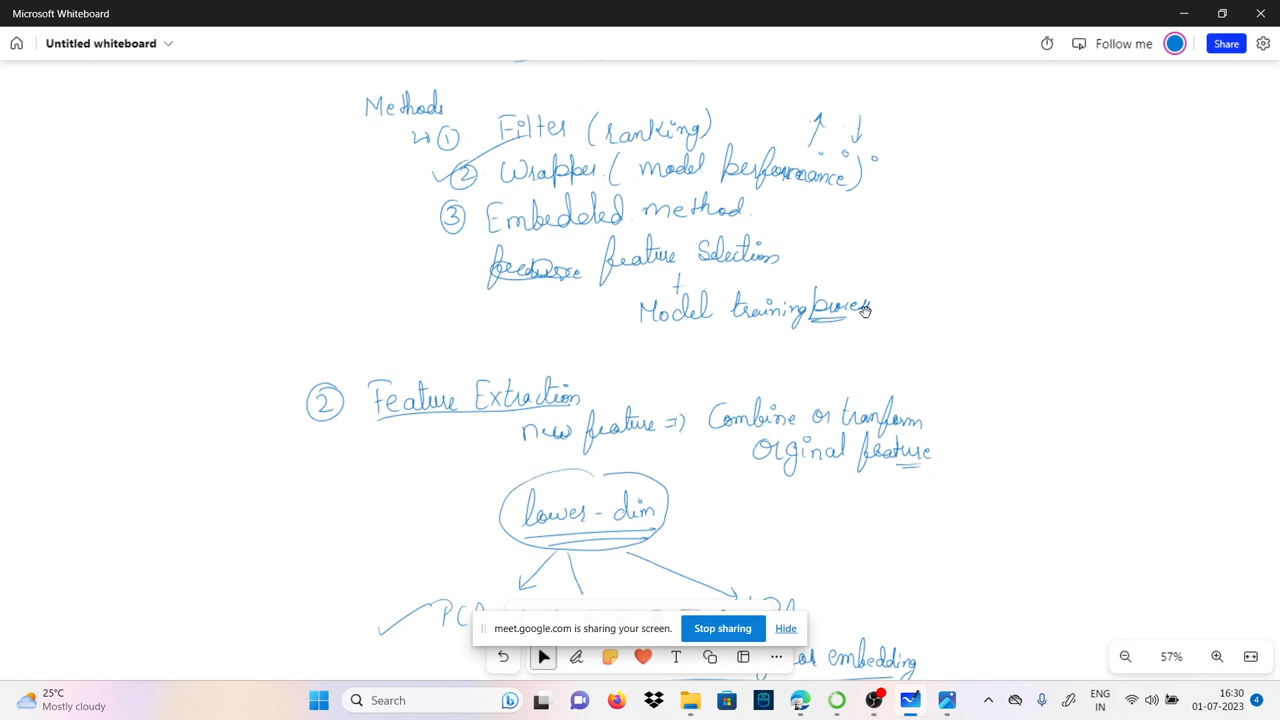 Microsoft Whiteboard
Untitled whiteboard
Follow me
Share
Methods
① Filter (ranking)
② Wrapper. (model performance)
③ Embedded method.
feature Selection
+
Model training process
② Feature Extraction
new feature => Combine or tranform
Orginal feature
lower-dim
PCA
meet.google.com is sharing your screen.
Stop sharing
Hide
embedding
57%
25°C
Mostly cloudy
Search
ENG
IN
16:30
01-07-2023
4